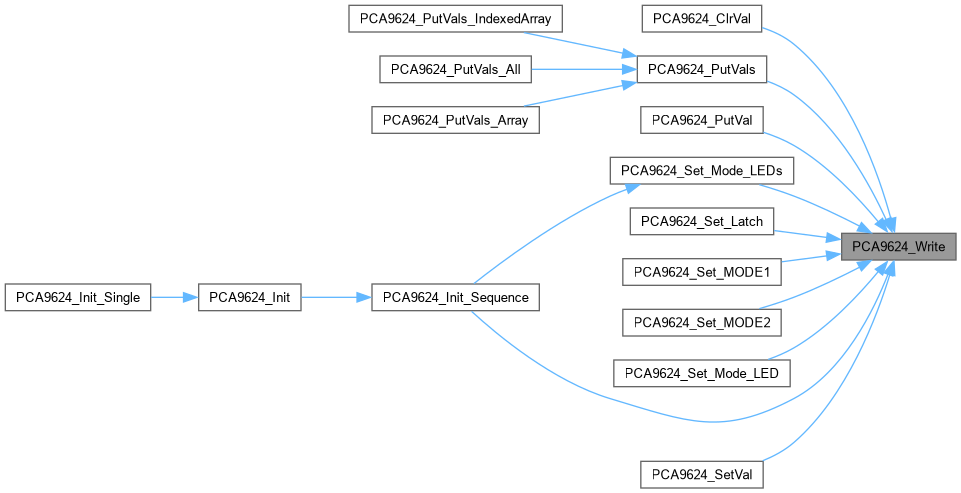 PCA9624_PutVals_IndexedArray
PCA9624_ClrVal
PCA9624_PutVals_All
PCA9624_PutVals
PCA9624_PutVals_Array
PCA9624_PutVal
PCA9624_Set_Mode_LEDs
PCA9624_Set_Latch
PCA9624_Write
PCA9624_Set_MODE1
PCA9624_Init_Single
PCA9624_Init
PCA9624_Init_Sequence
PCA9624_Set_MODE2
PCA9624_Set_Mode_LED
PCA9624_SetVal